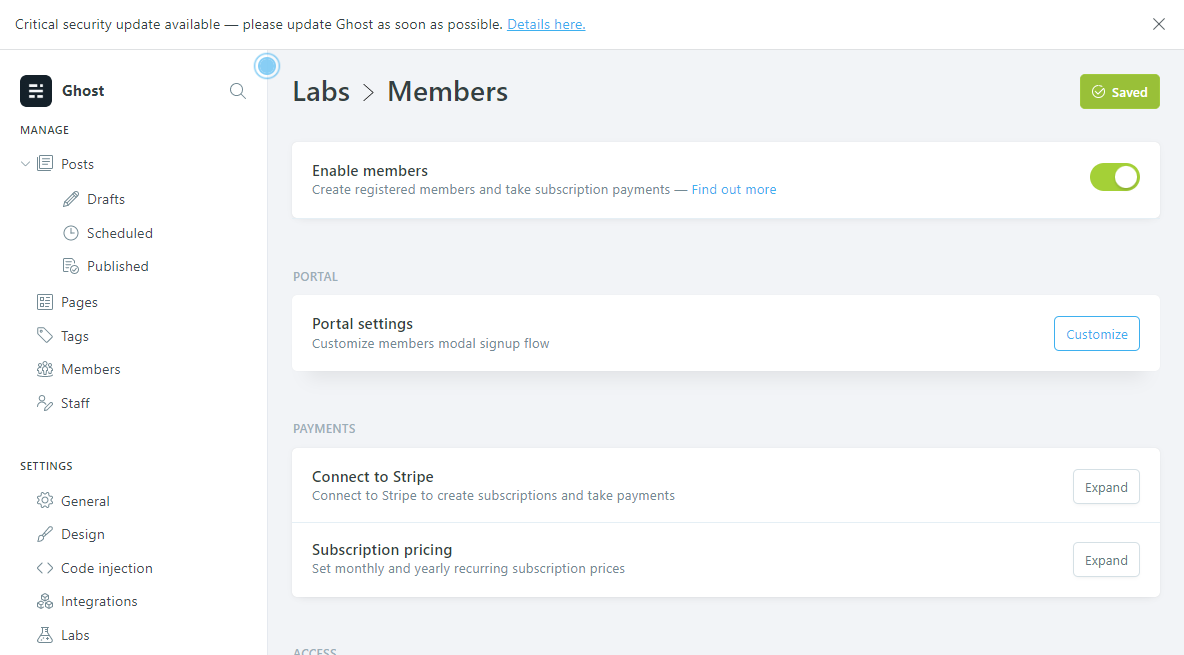 Critical security update available — please update Ghost as soon as possible. Details here.
Ghost
MANAGE
Posts
Drafts
Scheduled
Published
Pages
Tags
Members
Staff
SETTINGS
General
Design
Code injection
Integrations
Labs
Labs > Members
Saved
Enable members
Create registered members and take subscription payments — Find out more
PORTAL
Portal settings
Customize members modal signup flow
Customize
PAYMENTS
Connect to Stripe
Connect to Stripe to create subscriptions and take payments
Expand
Subscription pricing
Set monthly and yearly recurring subscription prices
Expand
ACCESS